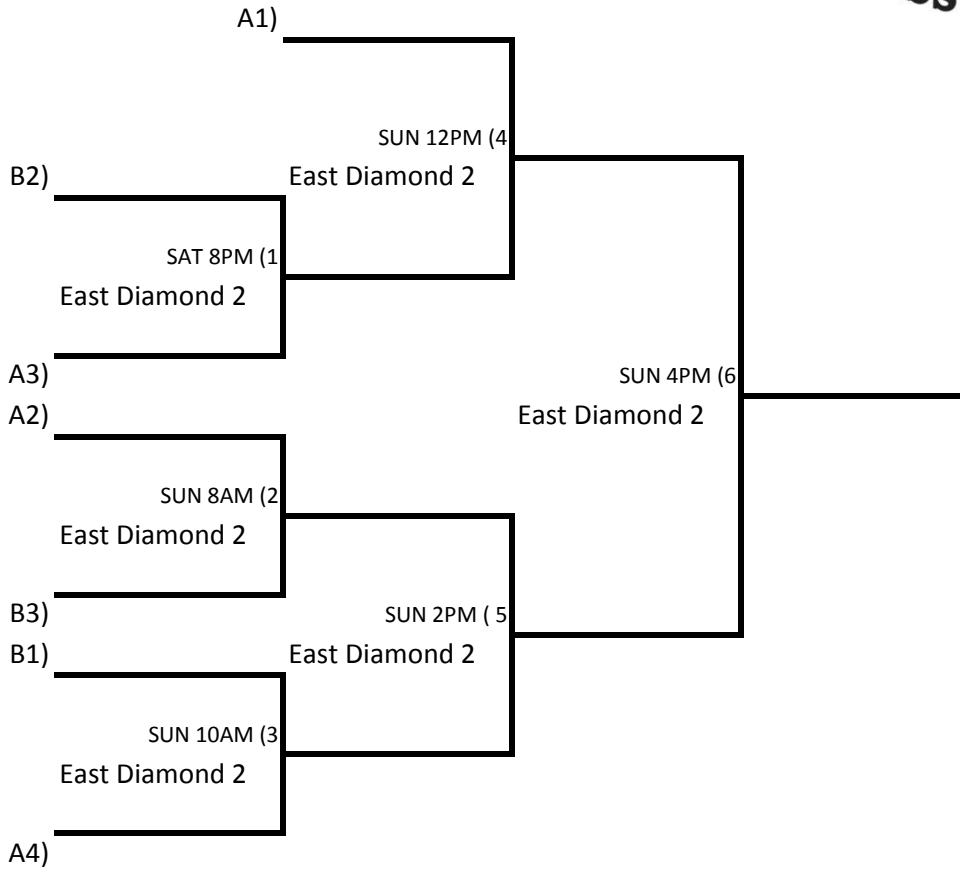 A1)
SUN 12PM (4
B2)
East Diamond 2
SAT 8PM (1
East Diamond 2
A3)
SUN 4PM (6
A2)
East Diamond 2
SUN 8AM (2
East Diamond 2
B3)
SUN 2PM ( 5
B1)
East Diamond 2
SUN 10AM (3
East Diamond 2
A4)